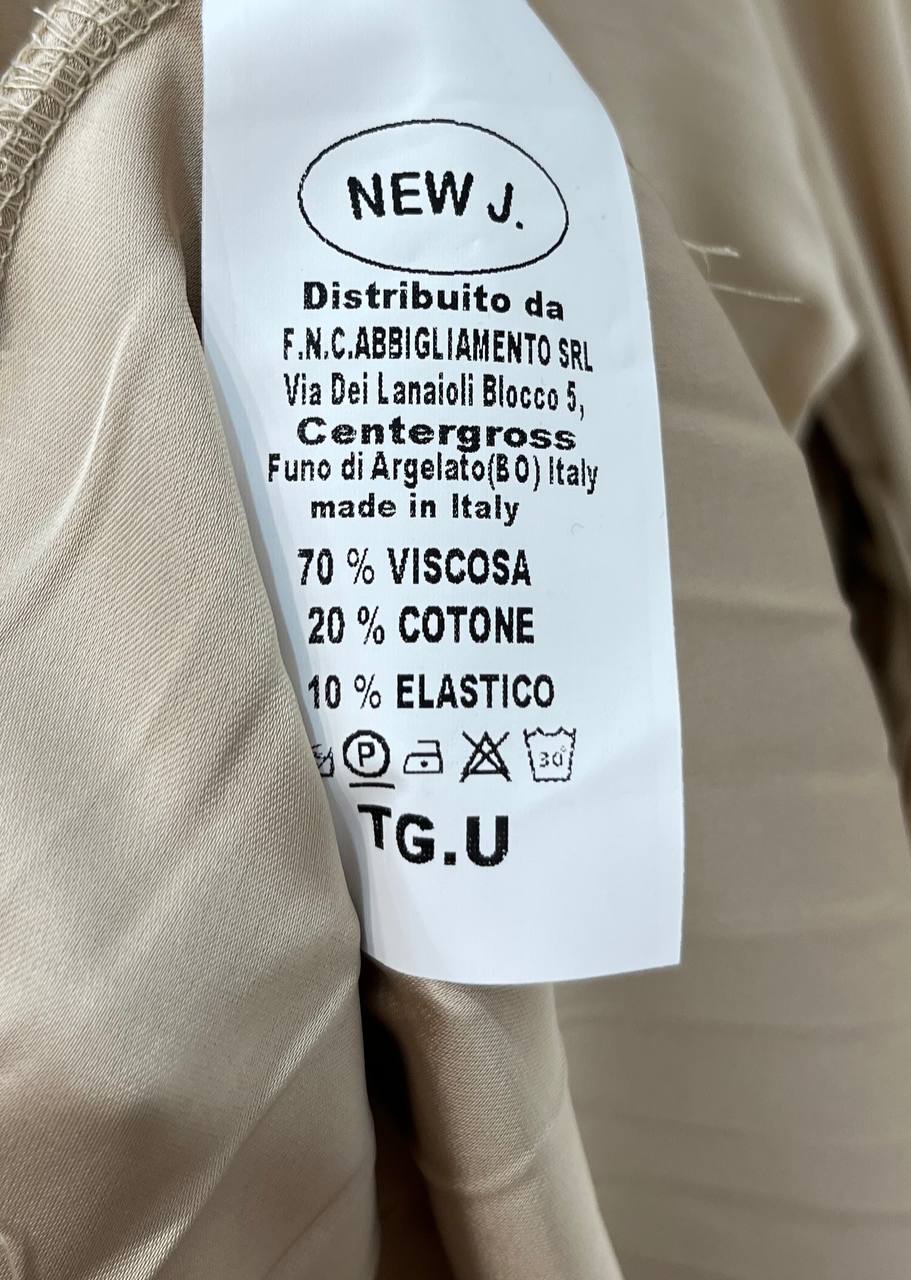 NEW J.
Distribuito da
F.N.C.ABBIGLIAMENTO SRL
Via Dei Lanaioli Blocco 5,
Centergross
Funo di Argelato(BO) Italy
made in Italy
70 % VISCOSA
20 % COTONE
10 % ELASTICO
P 30°
TG.U